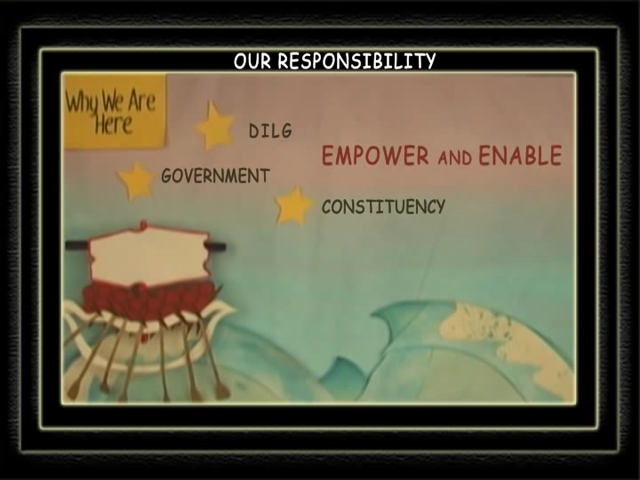 OUR RESPONSIBILITY
Why We Are
Here
DILG
EMPOWER AND ENABLE
GOVERNMENT
CONSTITUENCY